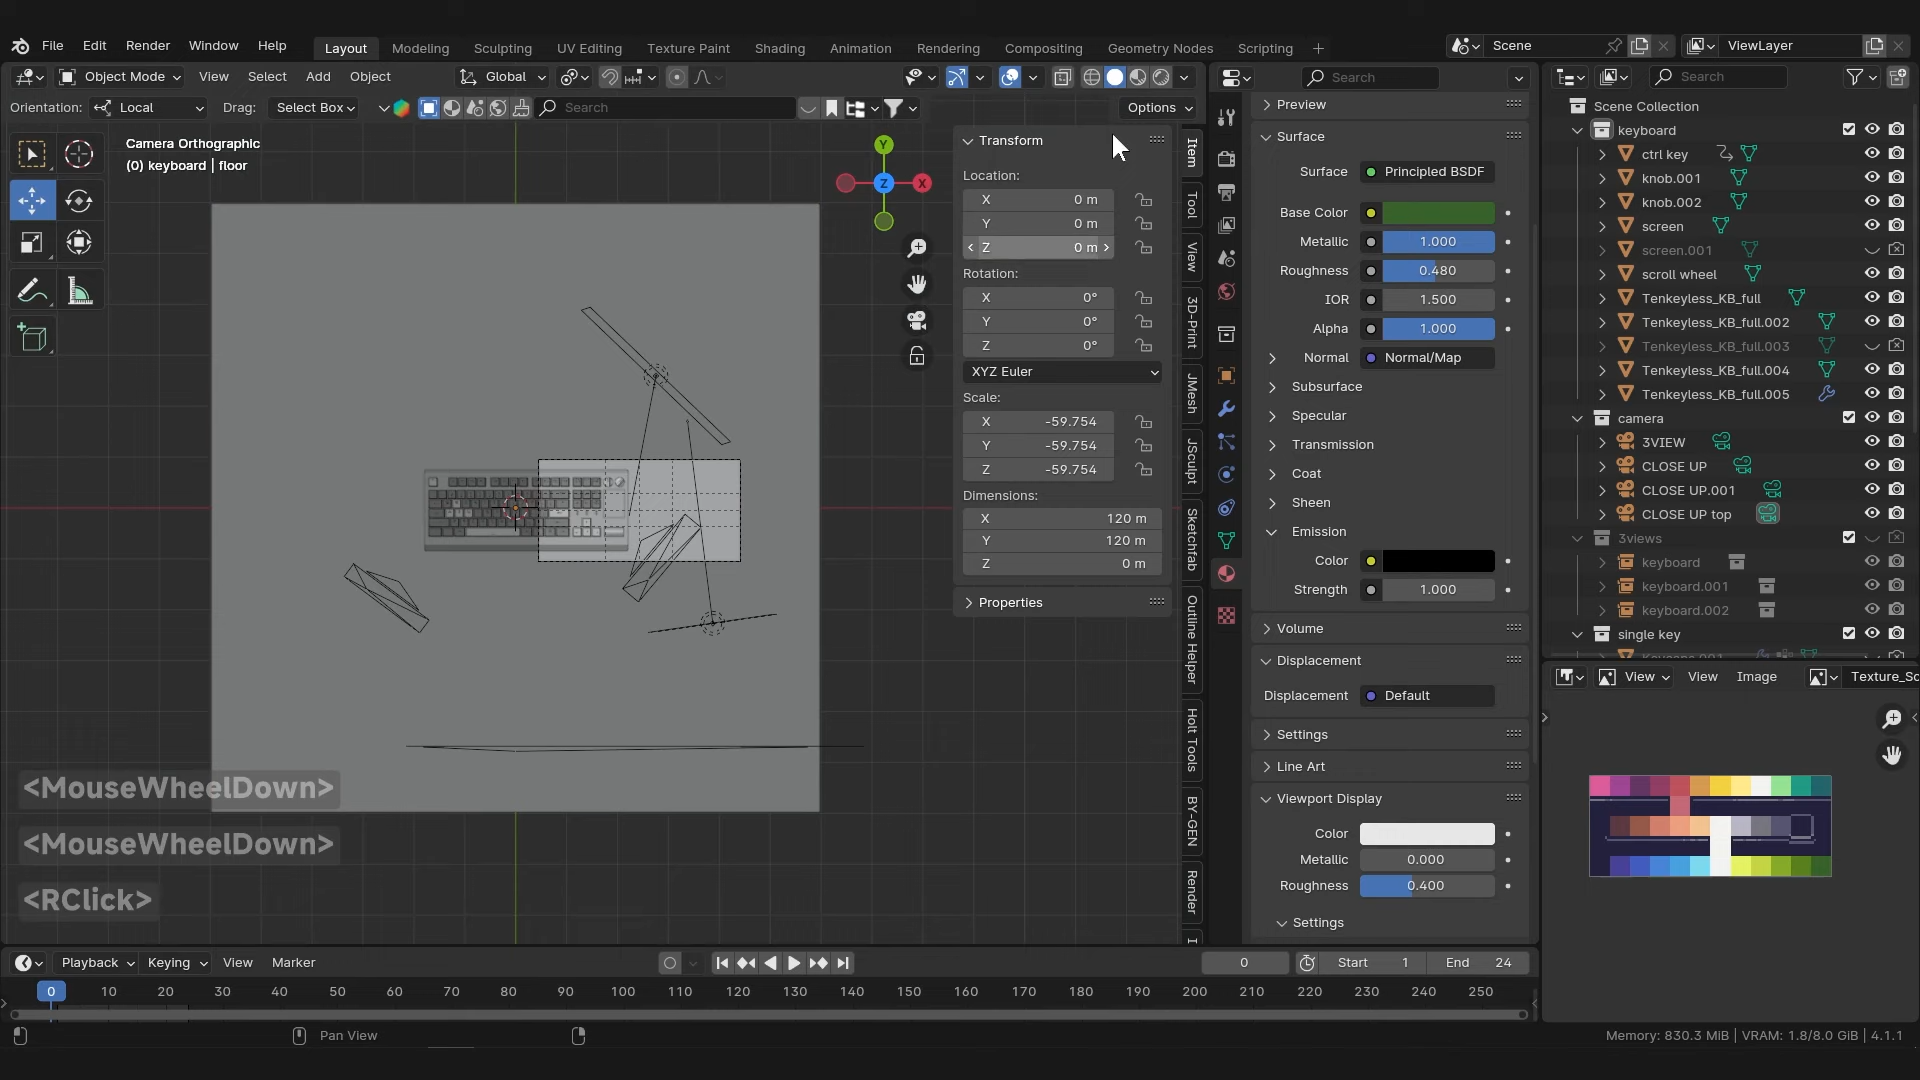 File Edit Render Window Help Layout Modeling Sculpting UV Editing Texture Paint Shading Animation Rendering Compositing Geometry Nodes Scripting + Scene ViewLayer
Object Mode View Select Add Object Global Search Search
Orientation: Local Drag: Select Box Search Options
Camera Orthographic
(0) keyboard | floor
Y
Z
X
Transform
Location:
X 0 m
Y 0 m
Z 0 m
Rotation:
X 0°
Y 0°
Z 0°
XYZ Euler
Scale:
X -59.754
Y -59.754
Z -59.754
Dimensions:
X 120 m
Y 120 m
Z 0 m
Properties
Item
Tool
View
3D-Print
JMesh
JSculpt
Sketchfab
Outline Helper
Holt Tools
BY-GEN
Render
Preview
Surface
Surface Principled BSDF
Base Color
Metallic 1.000
Roughness 0.480
IOR 1.500
Alpha 1.000
Normal Normal/Map
Subsurface
Specular
Transmission
Coat
Sheen
Emission
Color
Strength 1.000
Volume
Displacement
Displacement Default
Settings
Line Art
Viewport Display
Color
Metallic 0.000
Roughness 0.400
Settings
Scene Collection
keyboard
ctrl key
knob.001
knob.002
screen
screen.001
scroll wheel
Tenkeyless_KB_full
Tenkeyless_KB_full.002
Tenkeyless_KB_full.003
Tenkeyless_KB_full.004
Tenkeyless_KB_full.005
camera
3VIEW
CLOSE UP
CLOSE UP.001
CLOSE UP top
3views
keyboard
keyboard.001
keyboard.002
single key
View View Image Texture_Sc
<MouseWheelDown>
<MouseWheelDown>
<RClick>
Playback Keying View Marker 0 Start 1 End 24
0 10 20 30 40 50 60 70 80 90 100 110 120 130 140 150 160 170 180 190 200 210 220 230 240 250
Pan View
Memory: 830.3 MiB | VRAM: 1.8/8.0 GiB | 4.1.1